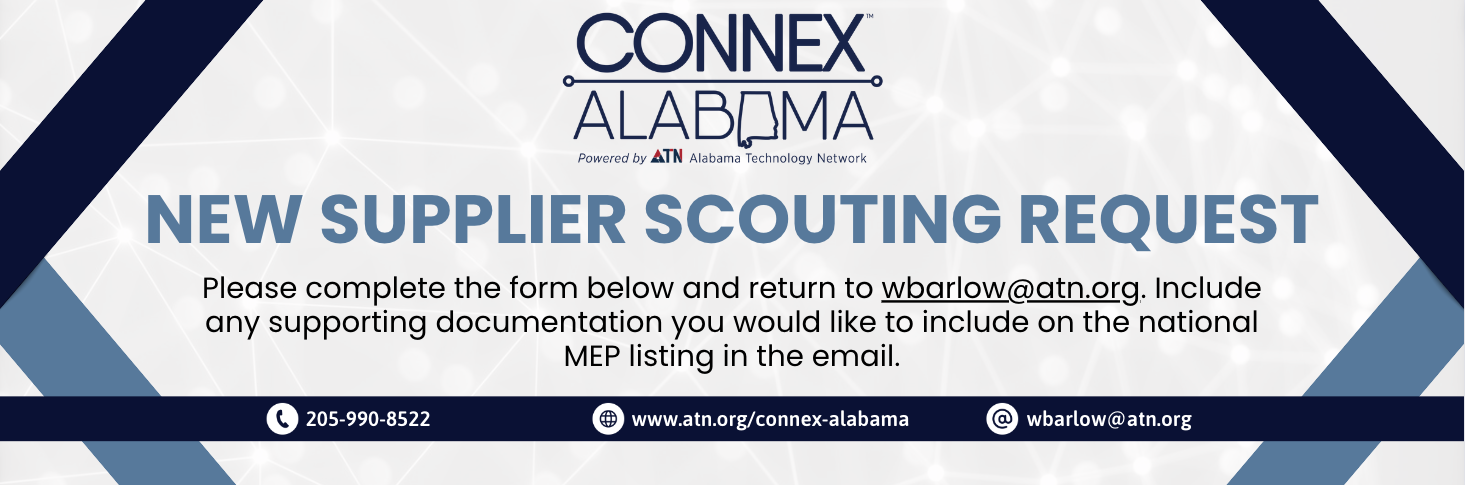 CONNEX™
ALABAMA
Powered by ATN Alabama Technology Network
NEW SUPPLIER SCOUTING REQUEST
Please complete the form below and return to wbarlow@atn.org. Include
any supporting documentation you would like to include on the national
MEP listing in the email.
205-990-8522 www.atn.org/connex-alabama wbarlow@atn.org